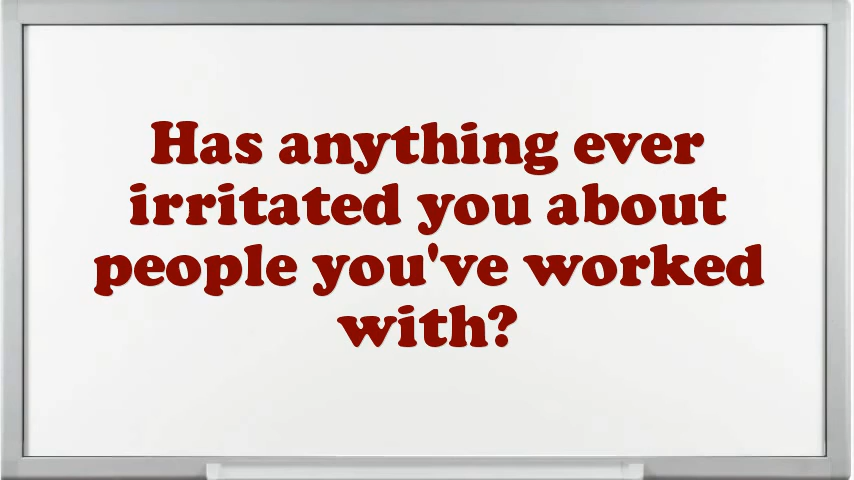 Has anything ever
irritated you about
people you've worked
with?